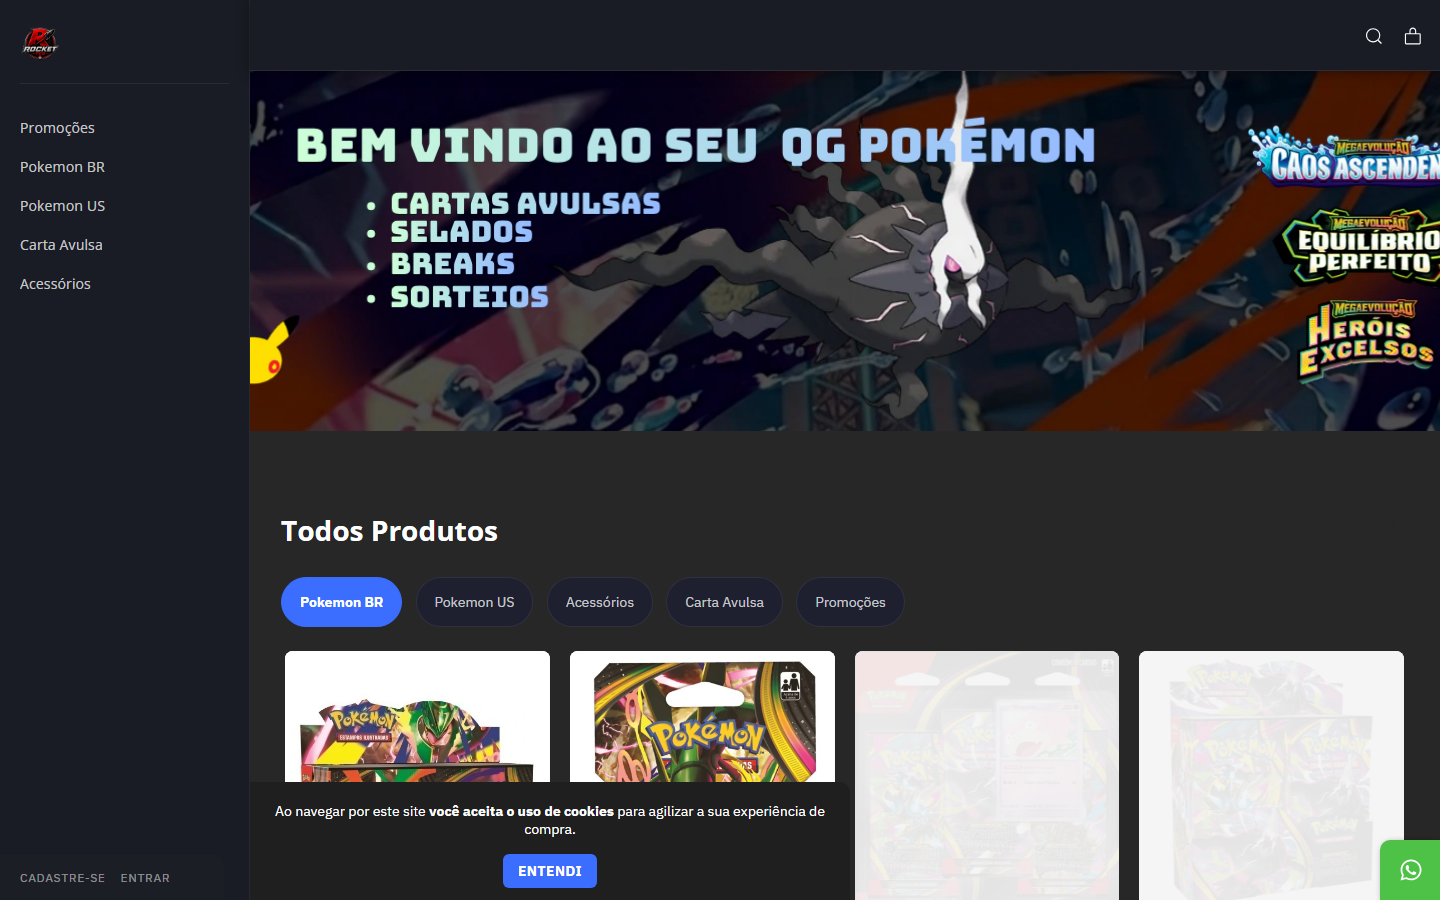 ROCKET
Promoções
Pokemon BR
Pokemon US
Carta Avulsa
Acessórios
CADASTRE-SE ENTRAR
BEM VINDO AO SEU QG POKÉMON
• CARTAS AVULSAS
• SELADOS
• BREAKS
• SORTEIOS
MEGAEVOLUÇÃO
CAOS ASCENDEN
MEGAEVOLUÇÃO
EQUILÍBRIO
PERFEITO
MEGAEVOLUÇÃO
HERÓIS
EXCELSOS
Todos Produtos
Pokemon BR
Pokemon US
Acessórios
Carta Avulsa
Promoções
POKÉMON
ESTAMPAS ILUSTRADAS
POKÉMON
Ao navegar por este site você aceita o uso de cookies para agilizar a sua experiência de
compra.
ENTENDI